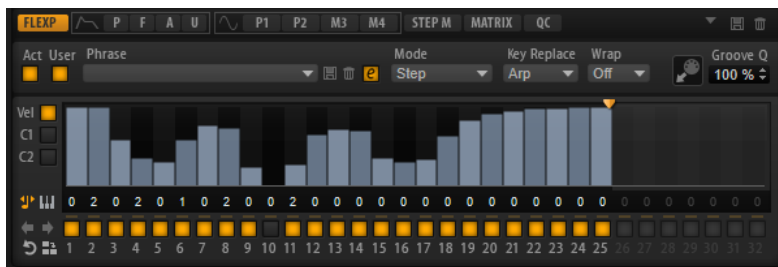 FLEXP P F A U P1 P2 M3 M4 STEP M MATRIX QC
Act User Phrase Mode Key Replace Wrap Groove Q
e Step Arp Off 100 %
Vel
C1
C2
0 2 0 2 0 1 0 2 0 0 2 0 0 0 0 0 0 0 0 0 0 0 0 0 0 0 0 0 0 0 0 0
1 2 3 4 5 6 7 8 9 10 11 12 13 14 15 16 17 18 19 20 21 22 23 24 25 26 27 28 29 30 31 32